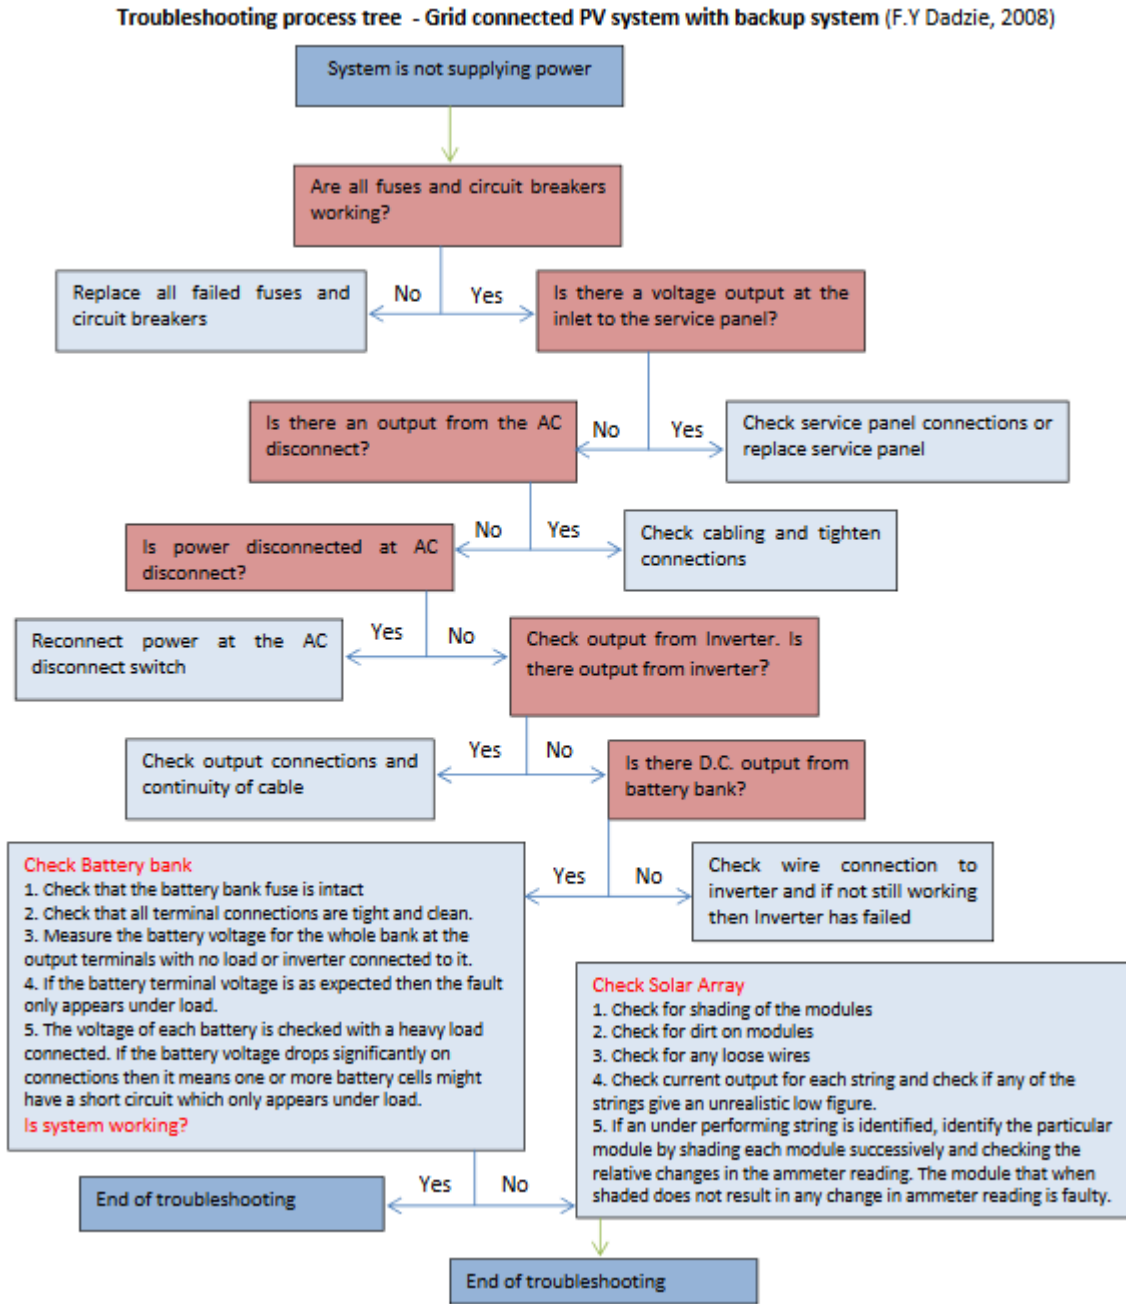 Troubleshooting process tree - Grid connected PV system with backup system (F.Y Dadzie, 2008)
System is not supplying power
Are all fuses and circuit breakers
working?
Replace all failed fuses and
circuit breakers
No
Yes
Is there a voltage output at the
inlet to the service panel?
Is there an output from the AC
disconnect?
No
Yes
Check service panel connections or
replace service panel
Is power disconnected at AC
disconnect?
No
Yes
Check cabling and tighten
connections
Reconnect power at the AC
disconnect switch
Yes
No
Check output from Inverter. Is
there output from inverter?
Check output connections and
continuity of cable
Yes
No
Is there D.C. output from
battery bank?
Check Battery bank
1. Check that the battery bank fuse is intact
2. Check that all terminal connections are tight and clean.
3. Measure the battery voltage for the whole bank at the
output terminals with no load or inverter connected to it.
4. If the battery terminal voltage is as expected then the fault
only appears under load.
5. The voltage of each battery is checked with a heavy load
connected. If the battery voltage drops significantly on
connections then it means one or more battery cells might
have a short circuit which only appears under load.
Is system working?
Yes
No
Check wire connection to
inverter and if not still working
then Inverter has failed
Check Solar Array
1. Check for shading of the modules
2. Check for dirt on modules
3. Check for any loose wires
4. Check current output for each string and check if any of the
strings give an unrealistic low figure.
5. If an under performing string is identified, identify the particular
module by shading each module successively and checking the
relative changes in the ammeter reading. The module that when
shaded does not result in any change in ammeter reading is faulty.
End of troubleshooting
Yes
No
End of troubleshooting